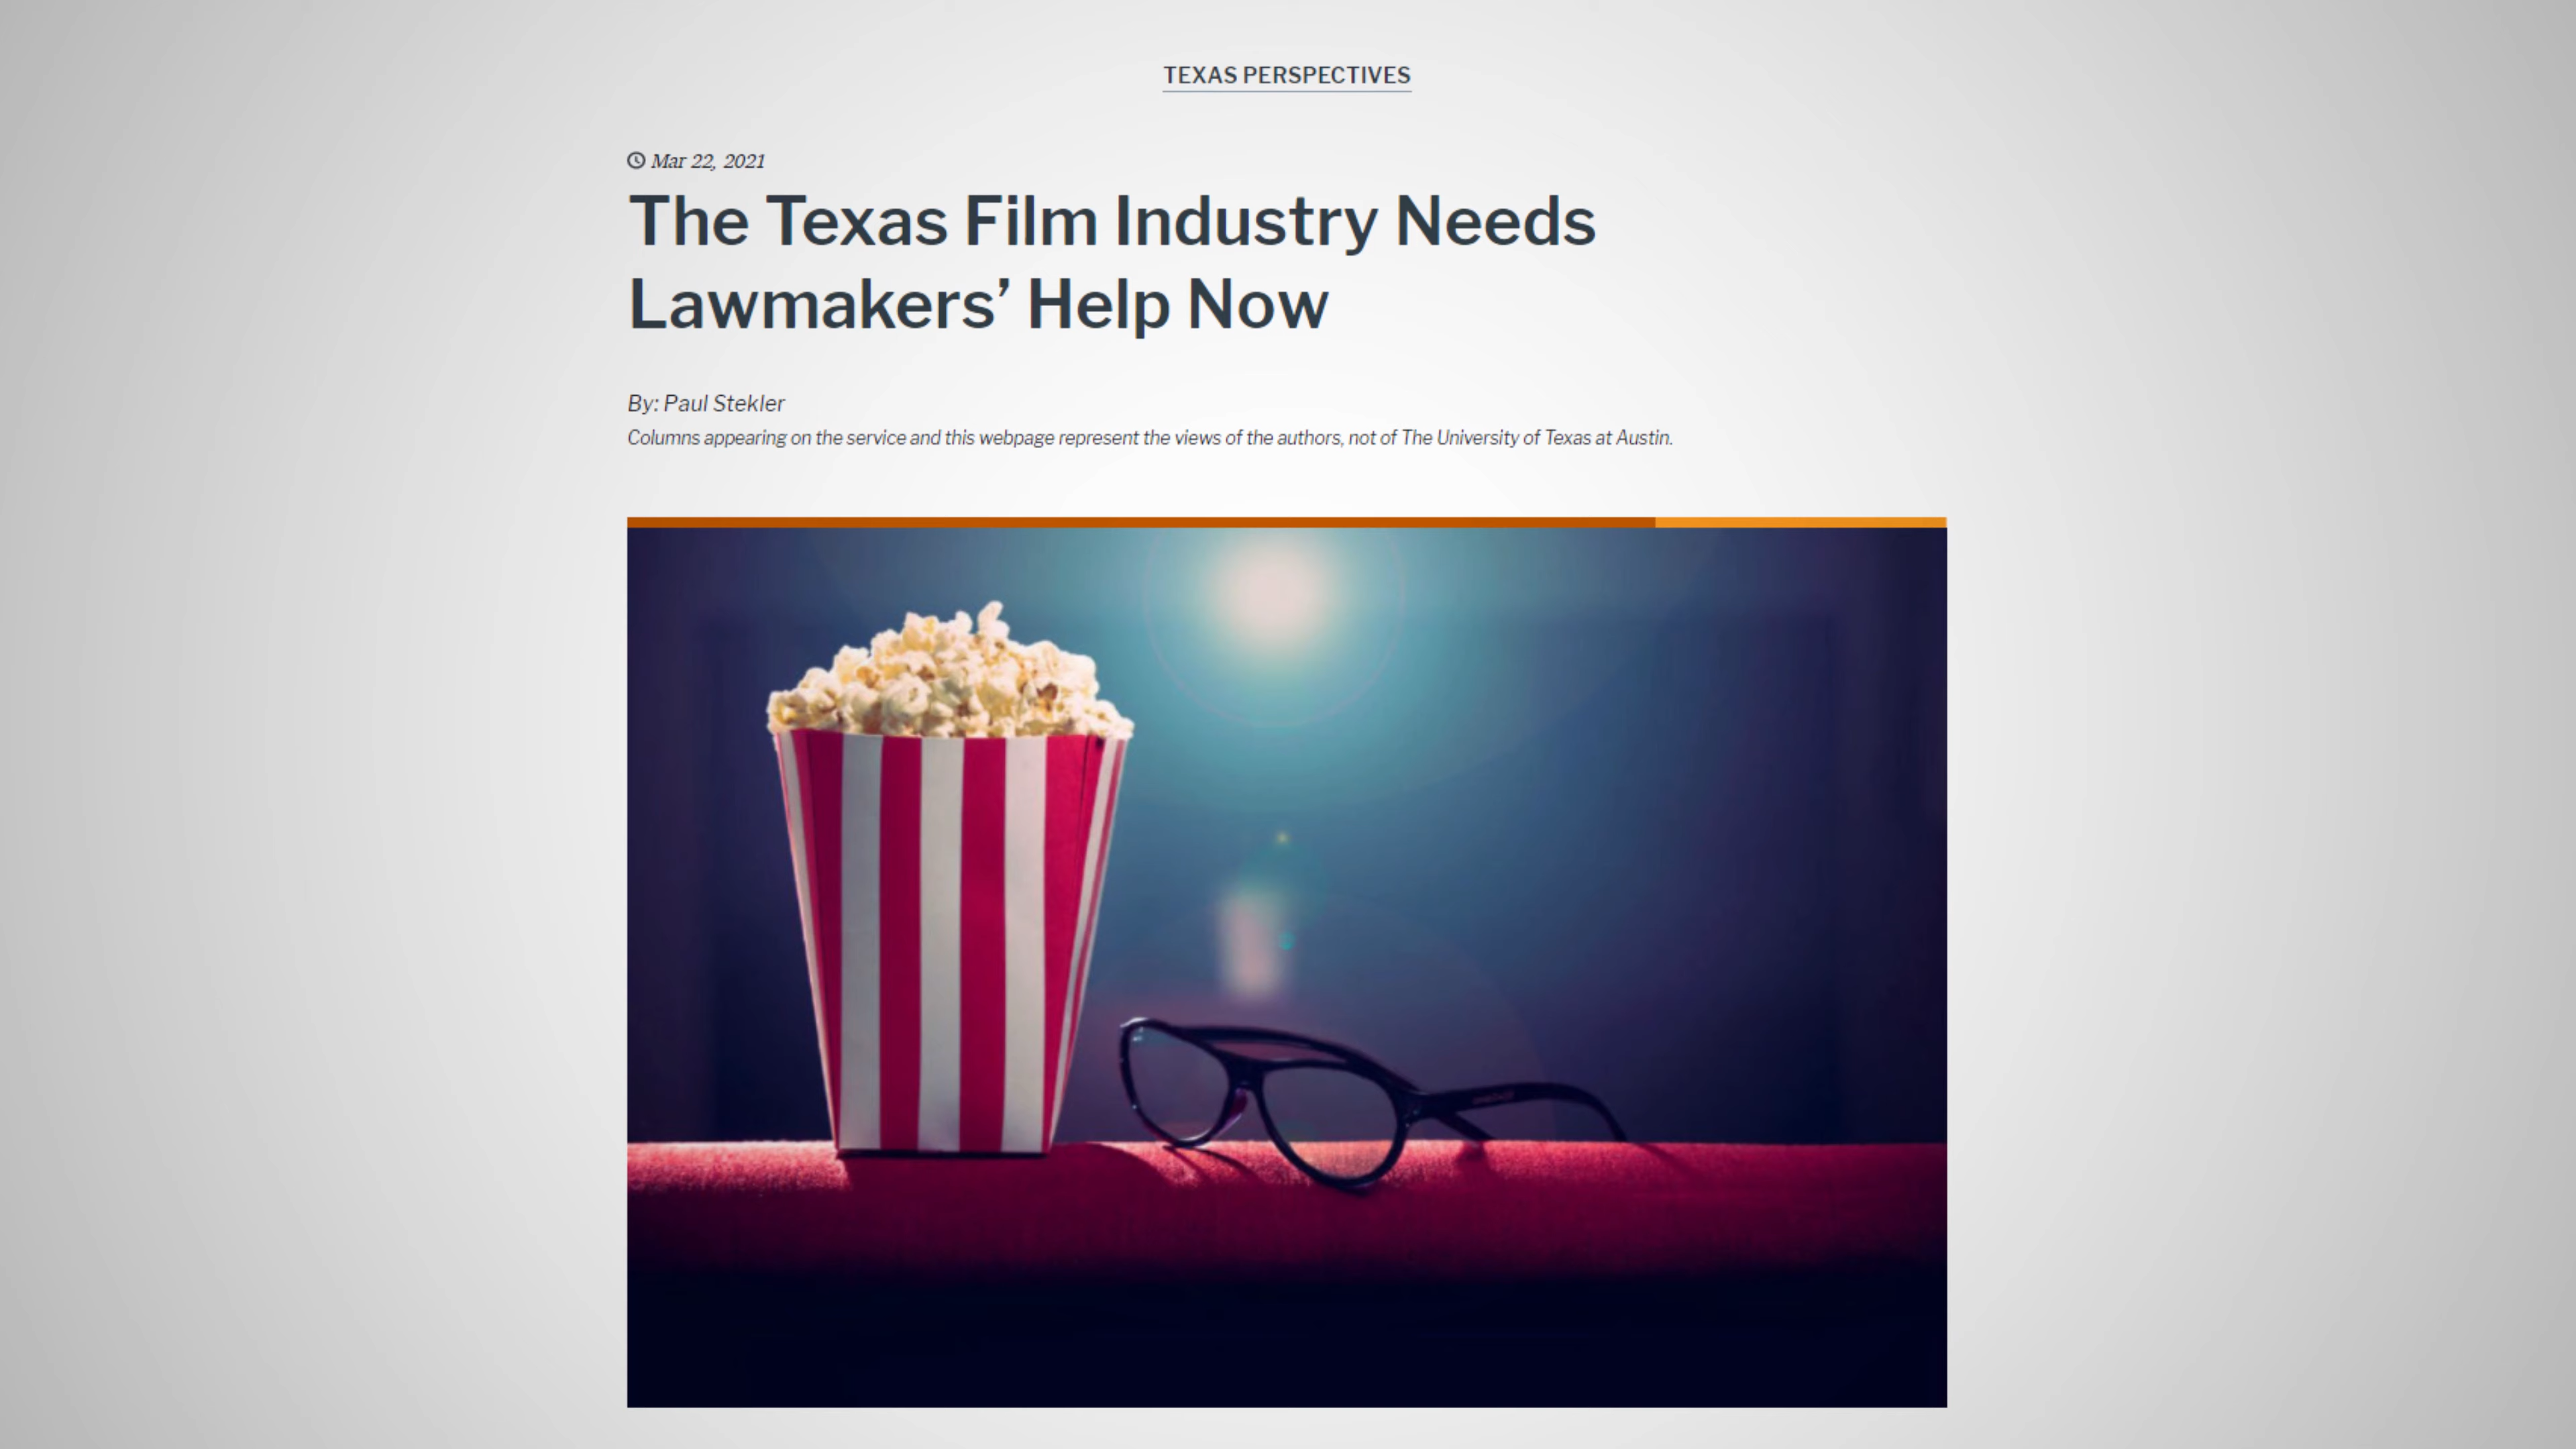 TEXAS PERSPECTIVES
Mar 22, 2021
The Texas Film Industry Needs
Lawmakers’ Help Now
By: Paul Stekler
Columns appearing on the service and this webpage represent the views of the authors, not of The University of Texas at Austin.